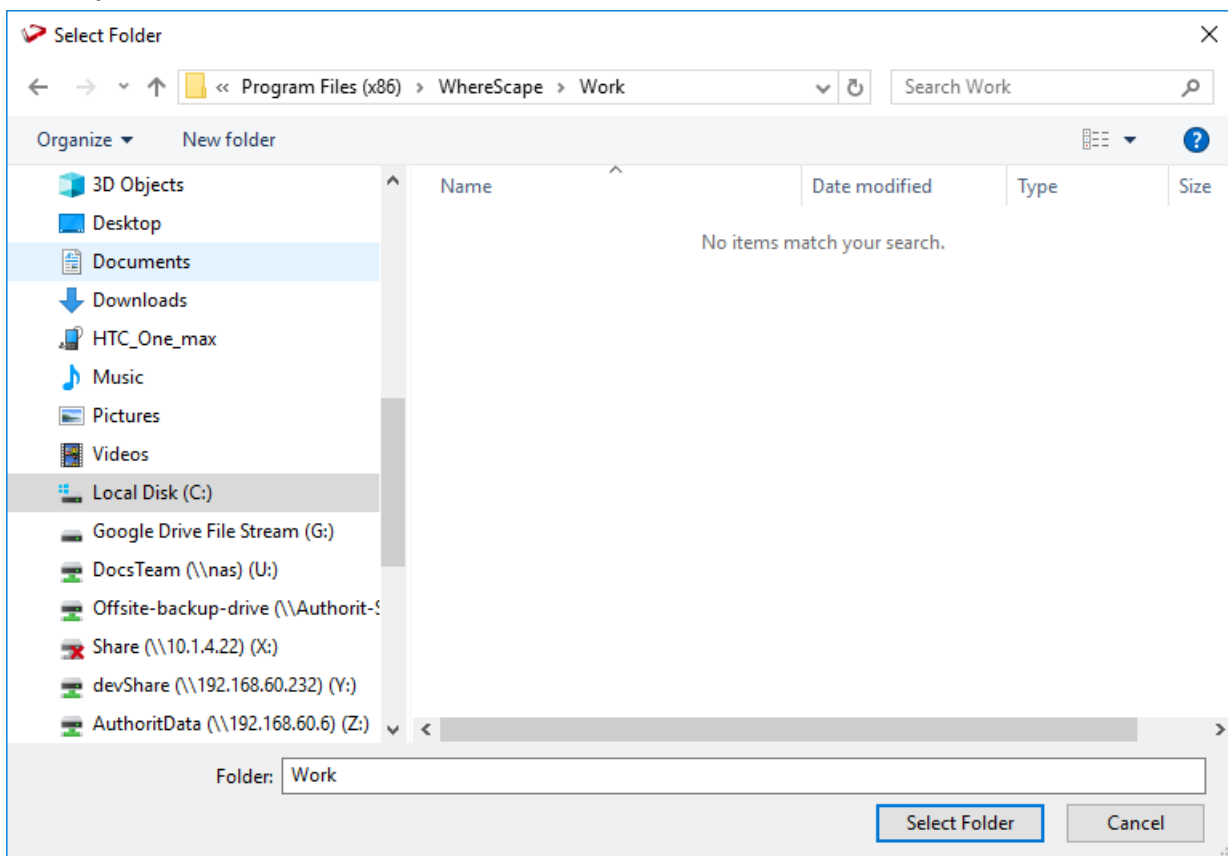 Select Folder
« Program Files (x86) > WhereScape > Work
Search Work
Organize
New folder
Name
Date modified
Type
Size
No items match your search.
3D Objects
Desktop
Documents
Downloads
HTC_One_max
Music
Pictures
Videos
Local Disk (C:)
Google Drive File Stream (G:)
DocsTeam (\\nas) (U:)
Offsite-backup-drive (\\Authorit-S
Share (\\10.1.4.22) (X:)
devShare (\\192.168.60.232) (Y:)
AuthoritData (\\192.168.60.6) (Z:)
Folder: Work
Select Folder
Cancel